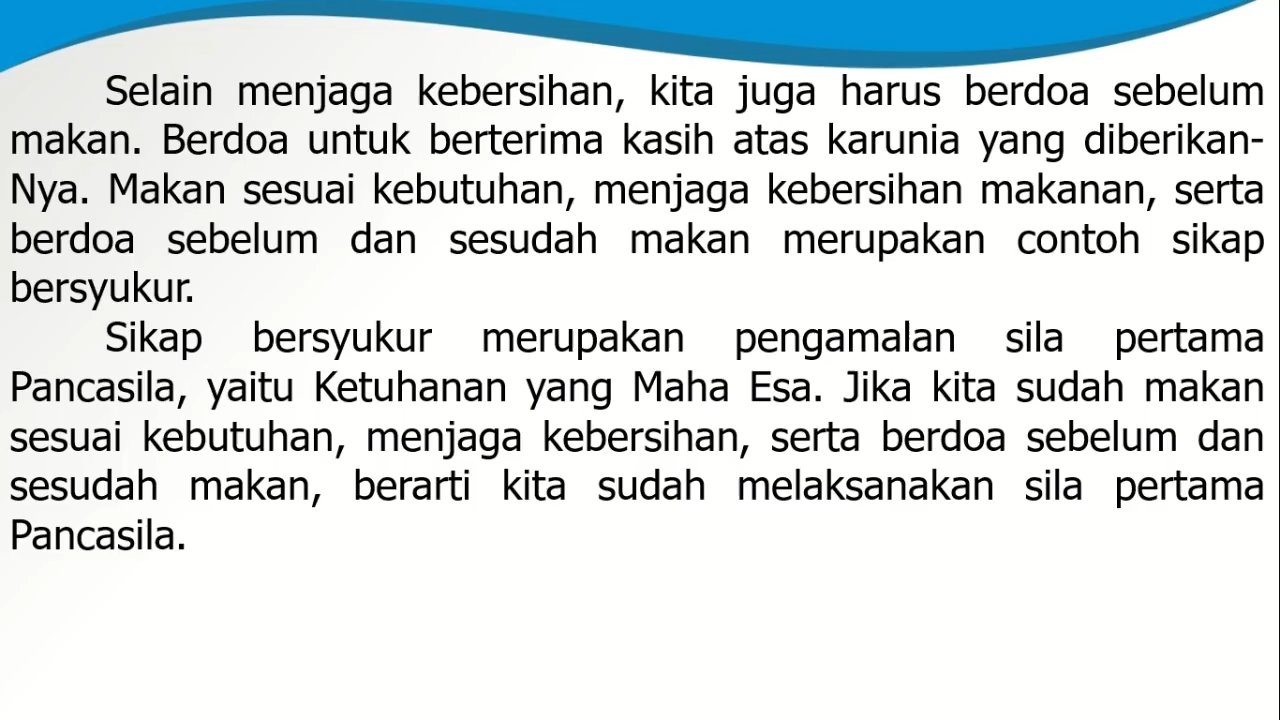 Selain menjaga kebersihan, kita juga harus berdoa sebelum
makan. Berdoa untuk berterima kasih atas karunia yang diberikan-
Nya. Makan sesuai kebutuhan, menjaga kebersihan makanan, serta
berdoa sebelum dan sesudah makan merupakan contoh sikap
bersyukur.
Sikap bersyukur merupakan pengamalan sila pertama
Pancasila, yaitu Ketuhanan yang Maha Esa. Jika kita sudah makan
sesuai kebutuhan, menjaga kebersihan, serta berdoa sebelum dan
sesudah makan, berarti kita sudah melaksanakan sila pertama
Pancasila.